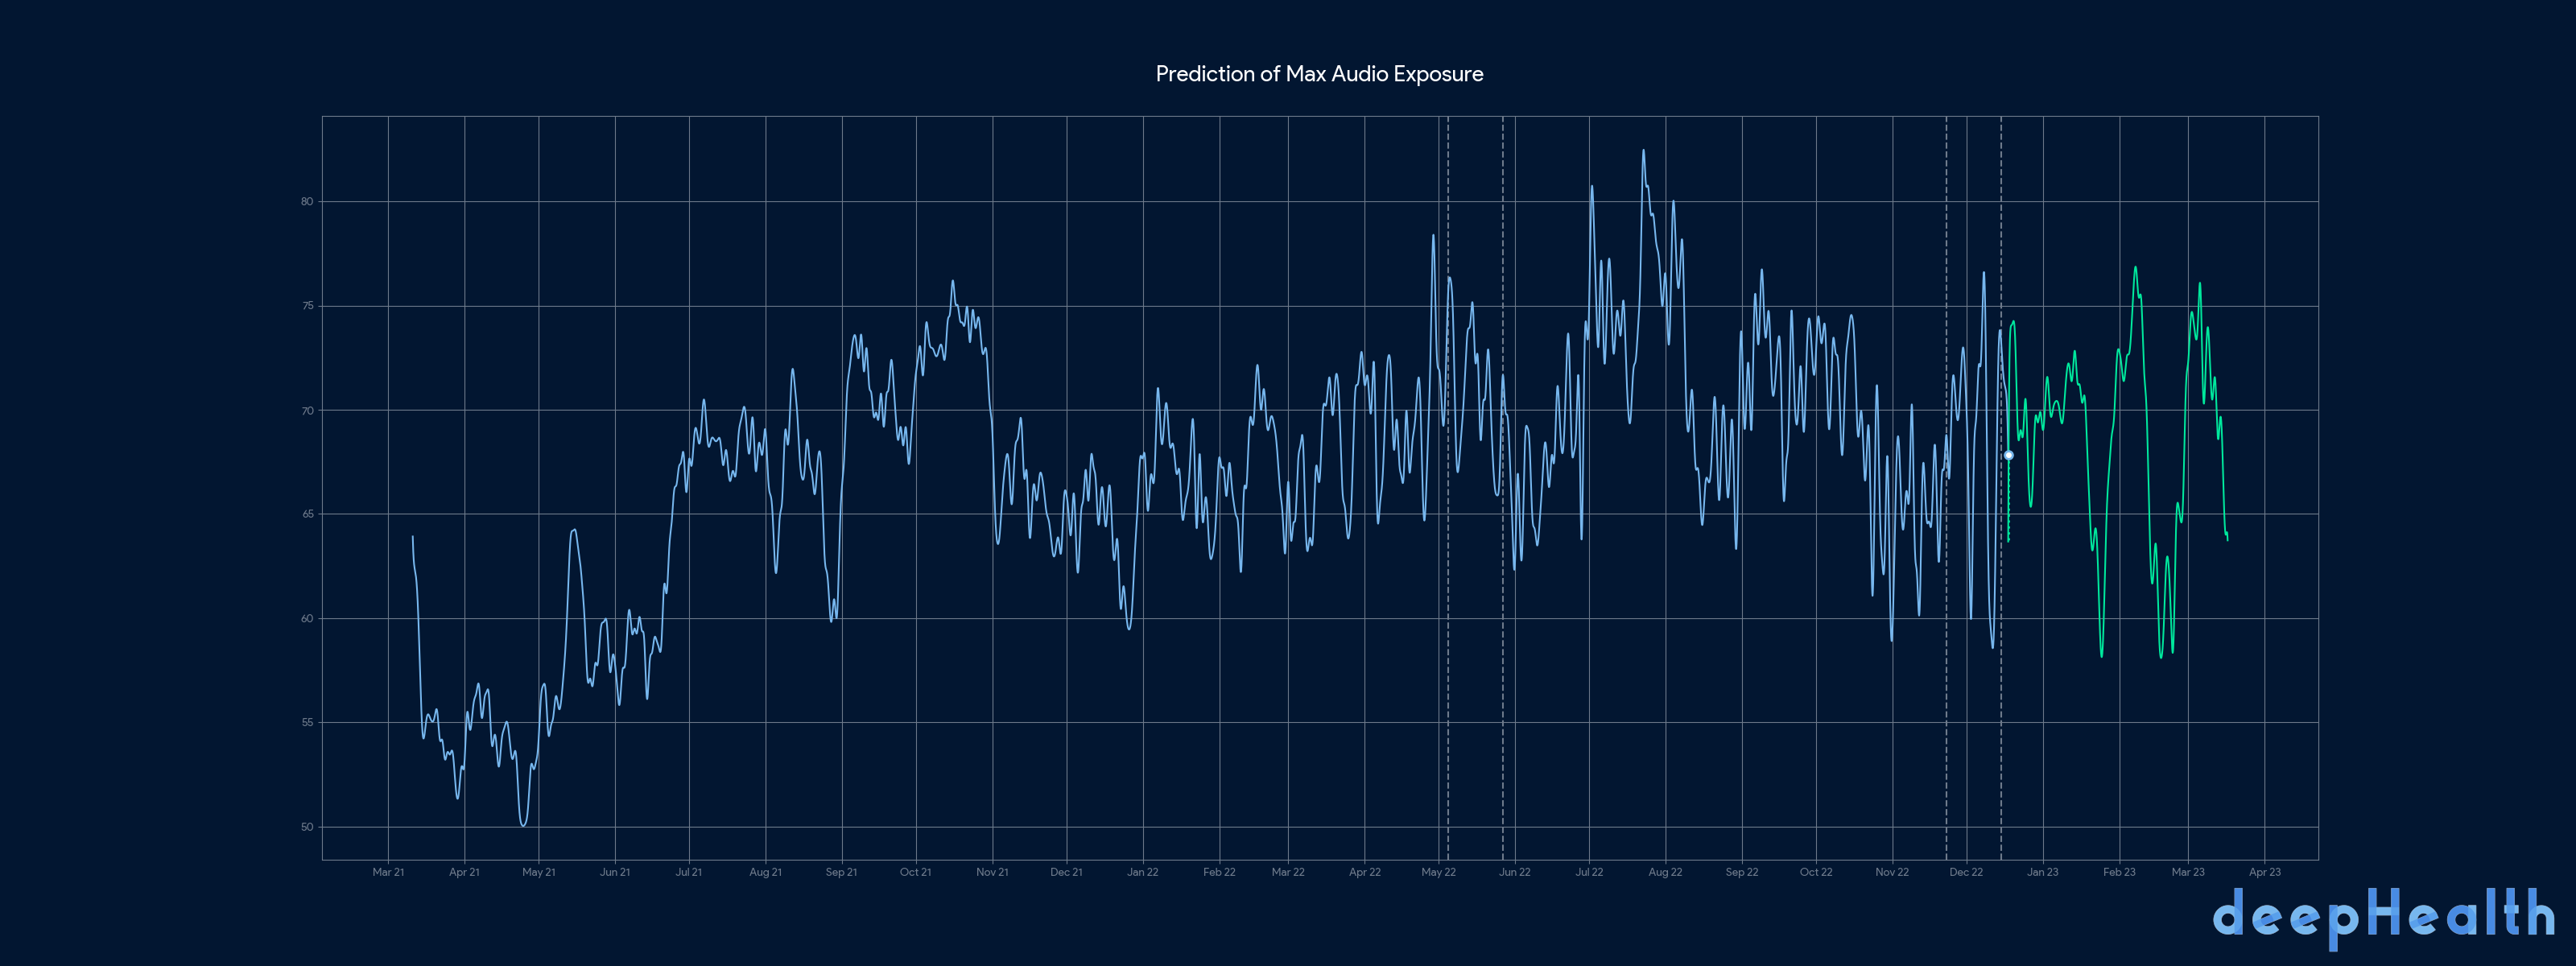 Prediction of Max Audio Exposure
80
75
70
65
60
55
50
Mar 21 Apr 21 May 21 Jun 21 Jul 21 Aug 21 Sep 21 Oct 21 Nov 21 Dec 21 Jan 22 Feb 22 Mar 22 Apr 22 May 22 Jun 22 Jul 22 Aug 22 Sep 22 Oct 22 Nov 22 Dec 22 Jan 23 Feb 23 Mar 23 Apr 23
deepHealth